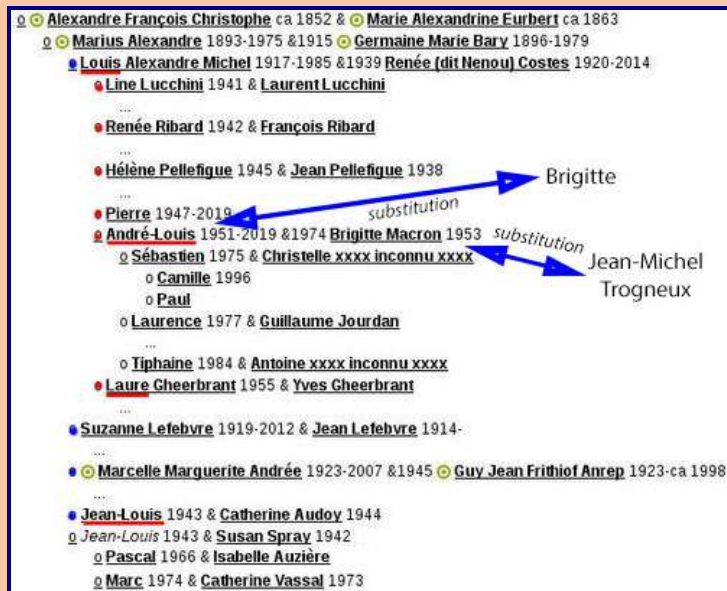 o Alexandre François Christophe ca 1852 & Marie Alexandrine Eurbert ca 1863
o Marius Alexandre 1893-1975 &1915 Germaine Marie Bary 1896-1979
Louis Alexandre Michel 1917-1985 &1939 Renée (dit Nenou) Costes 1920-2014
Line Lucchini 1941 & Laurent Lucchini
...
Renée Ribard 1942 & François Ribard
...
Hélène Pellefigue 1945 & Jean Pellefigue 1938
...
Brigitte
Pierre 1947-2019
substitution
André-Louis 1951-2019 &1974 Brigitte Macron 1953
substitution
o Sébastien 1975 & Christelle xxxx inconnu xxxx
Jean-Michel
Trogneux
o Camille 1996
o Paul
o Laurence 1977 & Guillaume Jourdan
...
o Tiphaine 1984 & Antoine xxxx inconnu xxxx
Laure Gheerbrant 1955 & Yves Gheerbrant
...
Suzanne Lefebvre 1919-2012 & Jean Lefebvre 1914-
...
Marcelle Marguerite Andrée 1923-2007 &1945 Guy Jean Frithiof Anrep 1923-ca 1998
...
Jean-Louis 1943 & Catherine Audoy 1944
o Jean-Louis 1943 & Susan Spray 1942
o Pascal 1966 & Isabelle Auzière
o Marc 1974 & Catherine Vassal 1973